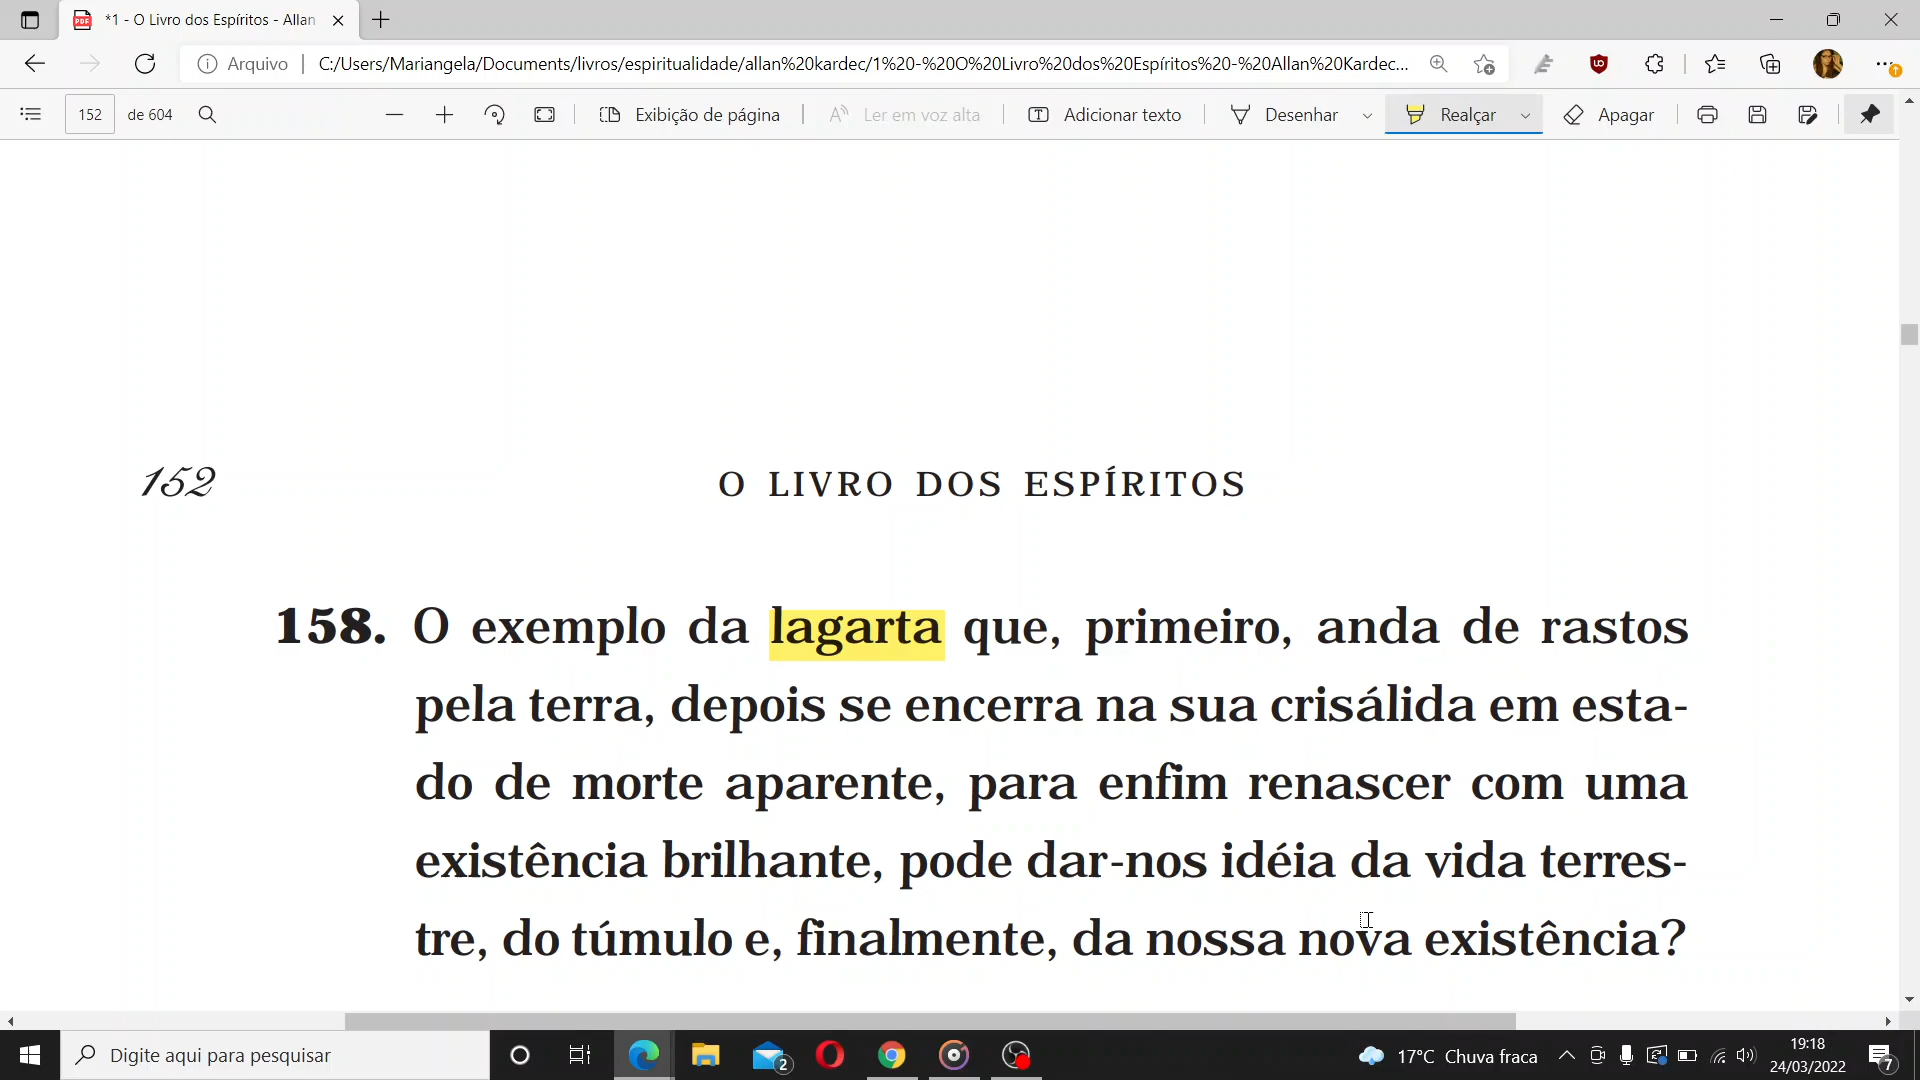 *1 - O Livro dos Espíritos - Allan
Arquivo
C:/Users/Mariangela/Documents/livros/espiritualidade/allan%20kardec/1%20-%20O%20Livro%20dos%20Espíritos%20-%20Allan%20Kardec...
152 de 604
Exibição de página
Ler em voz alta
Adicionar texto
Desenhar
Realçar
Apagar
152 O LIVRO DOS ESPÍRITOS
158. O exemplo da lagarta que, primeiro, anda de rastos
pela terra, depois se encerra na sua crisálida em esta-
do de morte aparente, para enfim renascer com uma
existência brilhante, pode dar-nos idéia da vida terres-
tre, do túmulo e, finalmente, da nossa nova existência?
Digite aqui para pesquisar
2
17°C Chuva fraca
19:18
24/03/2022
7